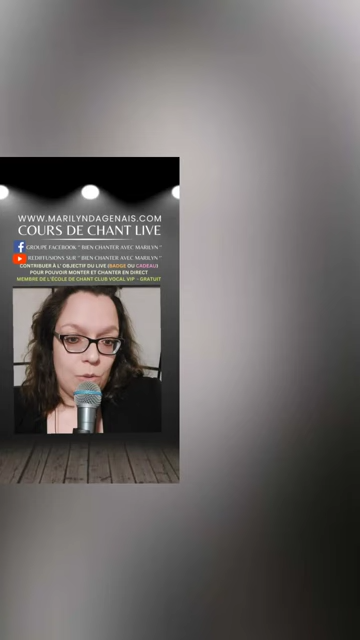 WWW.MARILYNDAGENAIS.COM
COURS DE CHANT LIVE
GROUPE FACEBOOK " BIEN CHANTER AVEC MARILYN "
REDIFFUSIONS SUR " BIEN CHANTER AVEC MARILYN "
CONTRIBUER À L' OBJECTIF DU LIVE (BADGE OU CADEAU)
POUR POUVOIR MONTER ET CHANTER EN DIRECT
MEMBRE DE L'ÉCOLE DE CHANT CLUB VOCAL VIP - GRATUIT